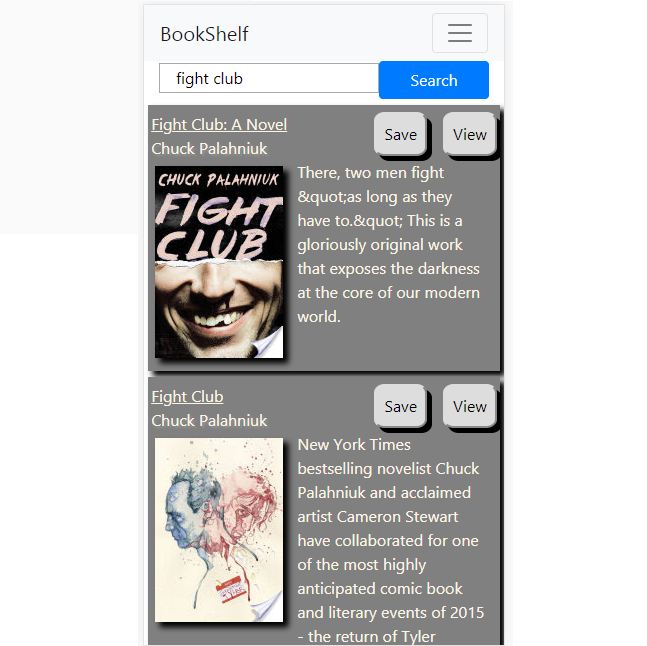 BookShelf
fight club
Search
Fight Club: A Novel
Save
View
Chuck Palahniuk
CHUCK PALAHNIUK
FIGHT
CLUB
There, two men fight
&quot;as long as they
have to.&quot; This is a
gloriously original work
that exposes the darkness
at the core of our modern
world.
Fight Club
Save
View
Chuck Palahniuk
New York Times
bestselling novelist Chuck
Palahniuk and acclaimed
artist Cameron Stewart
have collaborated for one
of the most highly
anticipated comic book
and literary events of 2015
- the return of Tyler